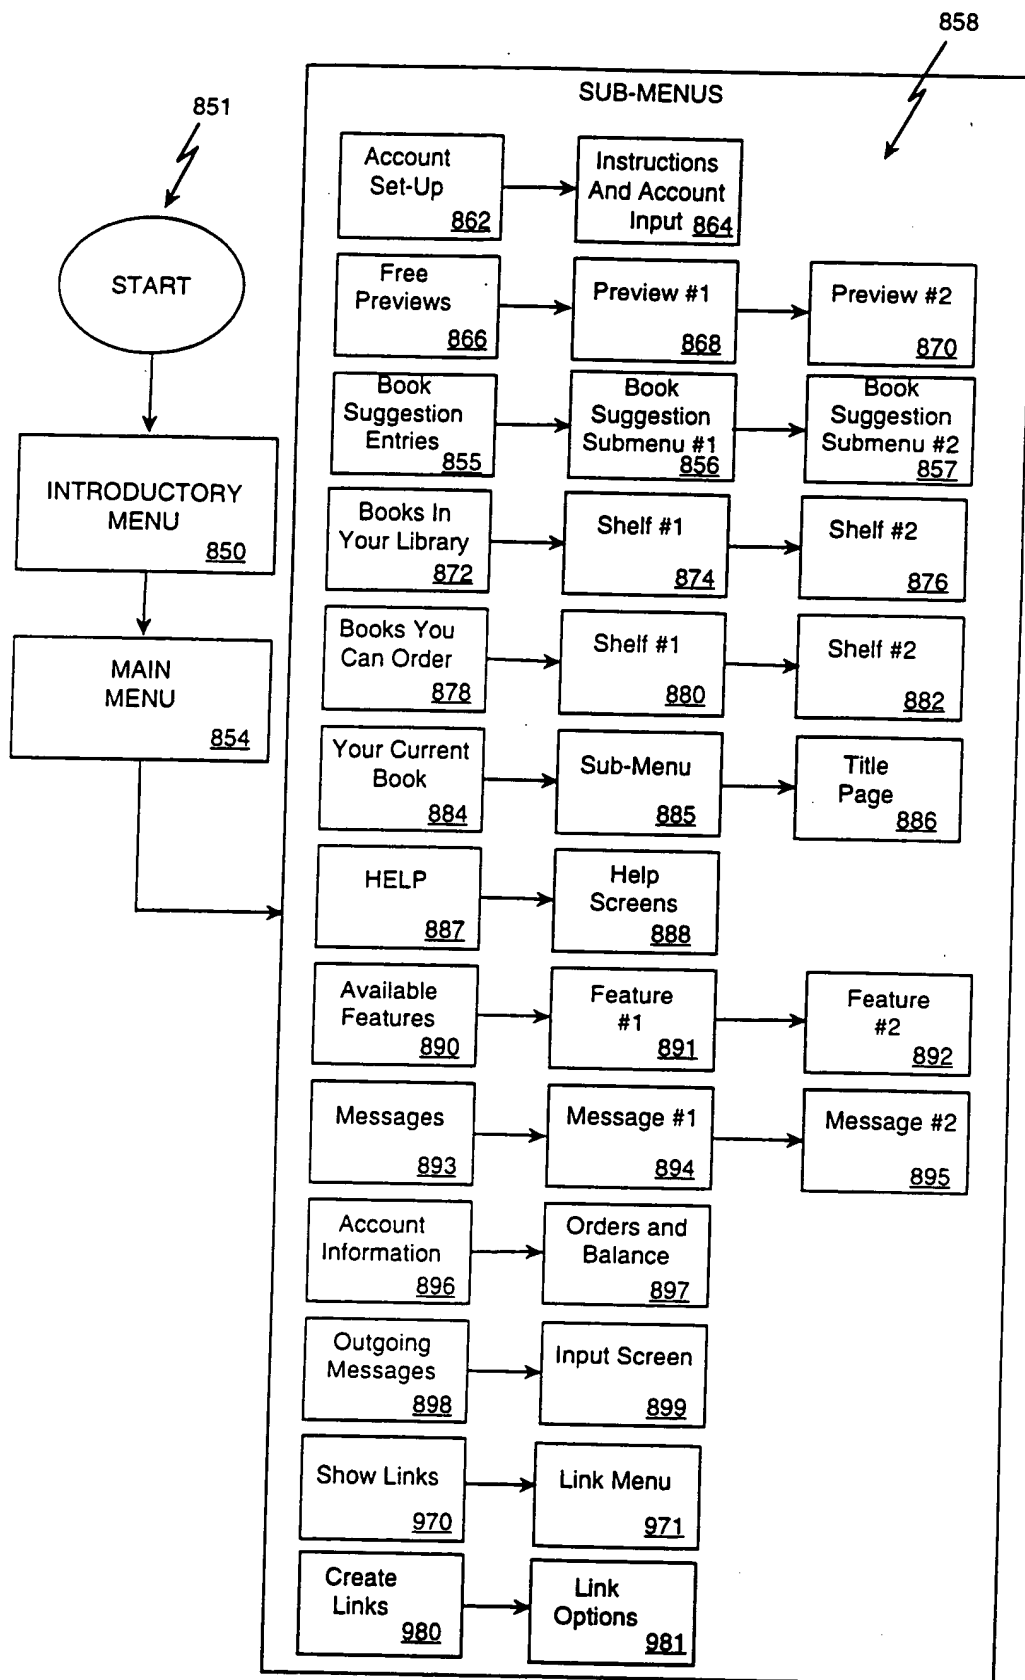 858
SUB-MENUS
851
START
INTRODUCTORY
MENU
850
MAIN
MENU
854
Account
Set-Up
862
Instructions
And Account
Input 864
Free
Previews
866
Preview #1
868
Preview #2
870
Book
Suggestion
Entries
855
Book
Suggestion
Submenu #1
856
Book
Suggestion
Submenu #2
857
Books In
Your Library
872
Shelf #1
874
Shelf #2
876
Books You
Can Order
878
Shelf #1
880
Shelf #2
882
Your Current
Book
884
Sub-Menu
885
Title
Page
886
HELP
887
Help
Screens
888
Available
Features
890
Feature
#1
891
Feature
#2
892
Messages
893
Message #1
894
Message #2
895
Account
Information
896
Orders and
Balance
897
Outgoing
Messages
898
Input Screen
899
Show Links
970
Link Menu
971
Create
Links
980
Link
Options
981